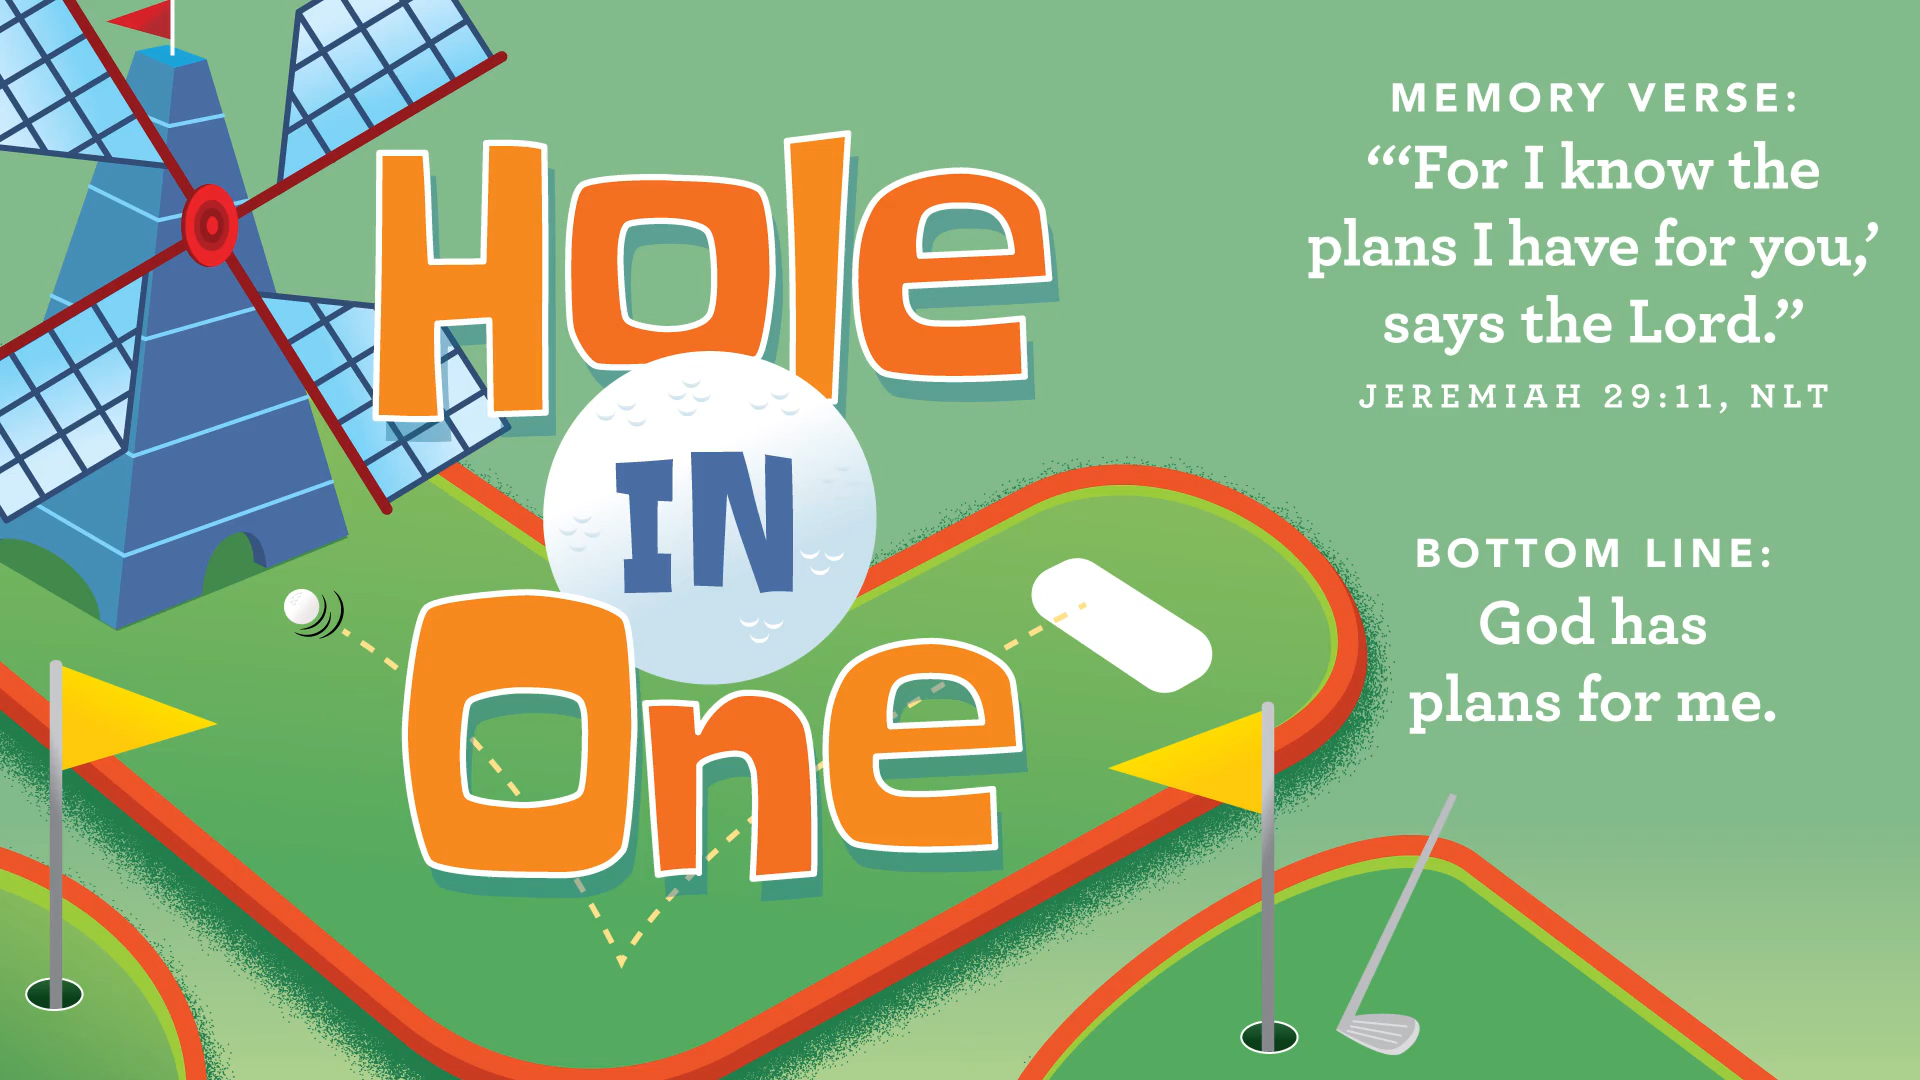 Hole
IN
One
MEMORY VERSE:
“‘“For I know the
plans I have for you,’
says the Lord.”
JEREMIAH 29:11, NLT
BOTTOM LINE:
God has
plans for me.